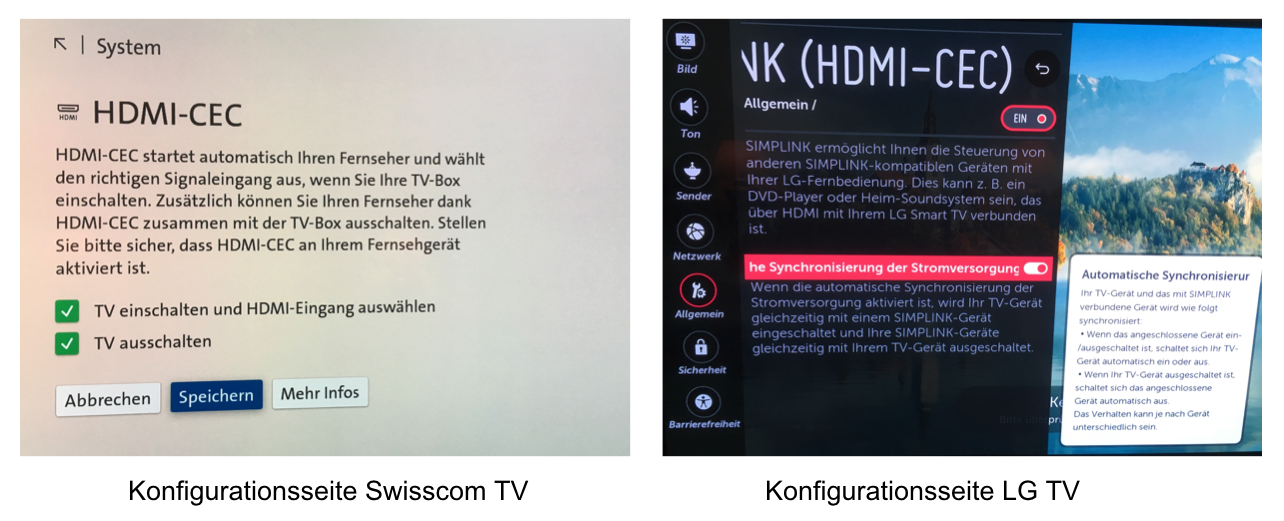 System
HDMI
HDMI-CEC
HDMI-CEC startet automatisch Ihren Fernseher und wählt
den richtigen Signaleingang aus, wenn Sie Ihre TV-Box
einschalten. Zusätzlich können Sie Ihren Fernseher dank
HDMI-CEC zusammen mit der TV-Box ausschalten. Stellen
Sie bitte sicher, dass HDMI-CEC an Ihrem Fernsehgerät
aktiviert ist.
TV einschalten und HDMI-Eingang auswählen
TV ausschalten
Abbrechen Speichern Mehr Infos
Konfigurationsseite Swisscom TV
Bild
Ton
Sender
Netzwerk
Allgemein
Sicherheit
Barrierefreiheit
NK (HDMI-CEC)
Allgemein /
EIN
SIMPLINK ermöglicht Ihnen die Steuerung von
anderen SIMPLINK-kompatiblen Geräten mit
Ihrer LG-Fernbedienung. Dies kann z. B. ein
DVD-Player oder Heim-Soundsystem sein, das
über HDMI mit Ihrem LG Smart TV verbunden
ist.
he Synchronisierung der Stromversorgung
Wenn die automatische Synchronisierung der
Stromversorgung aktiviert ist, wird Ihr TV-Gerät
gleichzeitig mit einem SIMPLINK-Gerät
eingeschaltet und Ihre SIMPLINK-Geräte
gleichzeitig mit Ihrem TV-Gerät ausgeschaltet.
Automatische Synchronisierur
Ihr TV-Gerät und das mit SIMPLINK
verbundene Gerät wird wie folgt
synchronisiert:
• Wenn das angeschlossene Gerät ein-
/ausgeschaltet ist, schaltet sich Ihr TV-
Gerät automatisch ein oder aus.
• Wenn Ihr TV-Gerät ausgeschaltet ist,
schaltet sich das angeschlossene
Gerät automatisch aus.
Das Verhalten kann je nach Gerät
unterschiedlich sein.
Konfigurationsseite LG TV